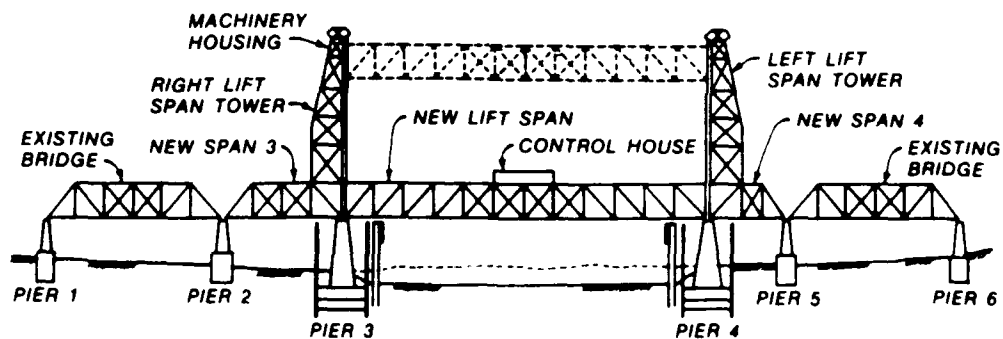 MACHINERY
HOUSING
RIGHT LIFT
SPAN TOWER
LEFT LIFT
SPAN TOWER
EXISTING
BRIDGE
NEW SPAN 3
NEW LIFT SPAN
CONTROL HOUSE
NEW SPAN 4
EXISTING
BRIDGE
PIER 1
PIER 2
PIER 3
PIER 4
PIER 5
PIER 6